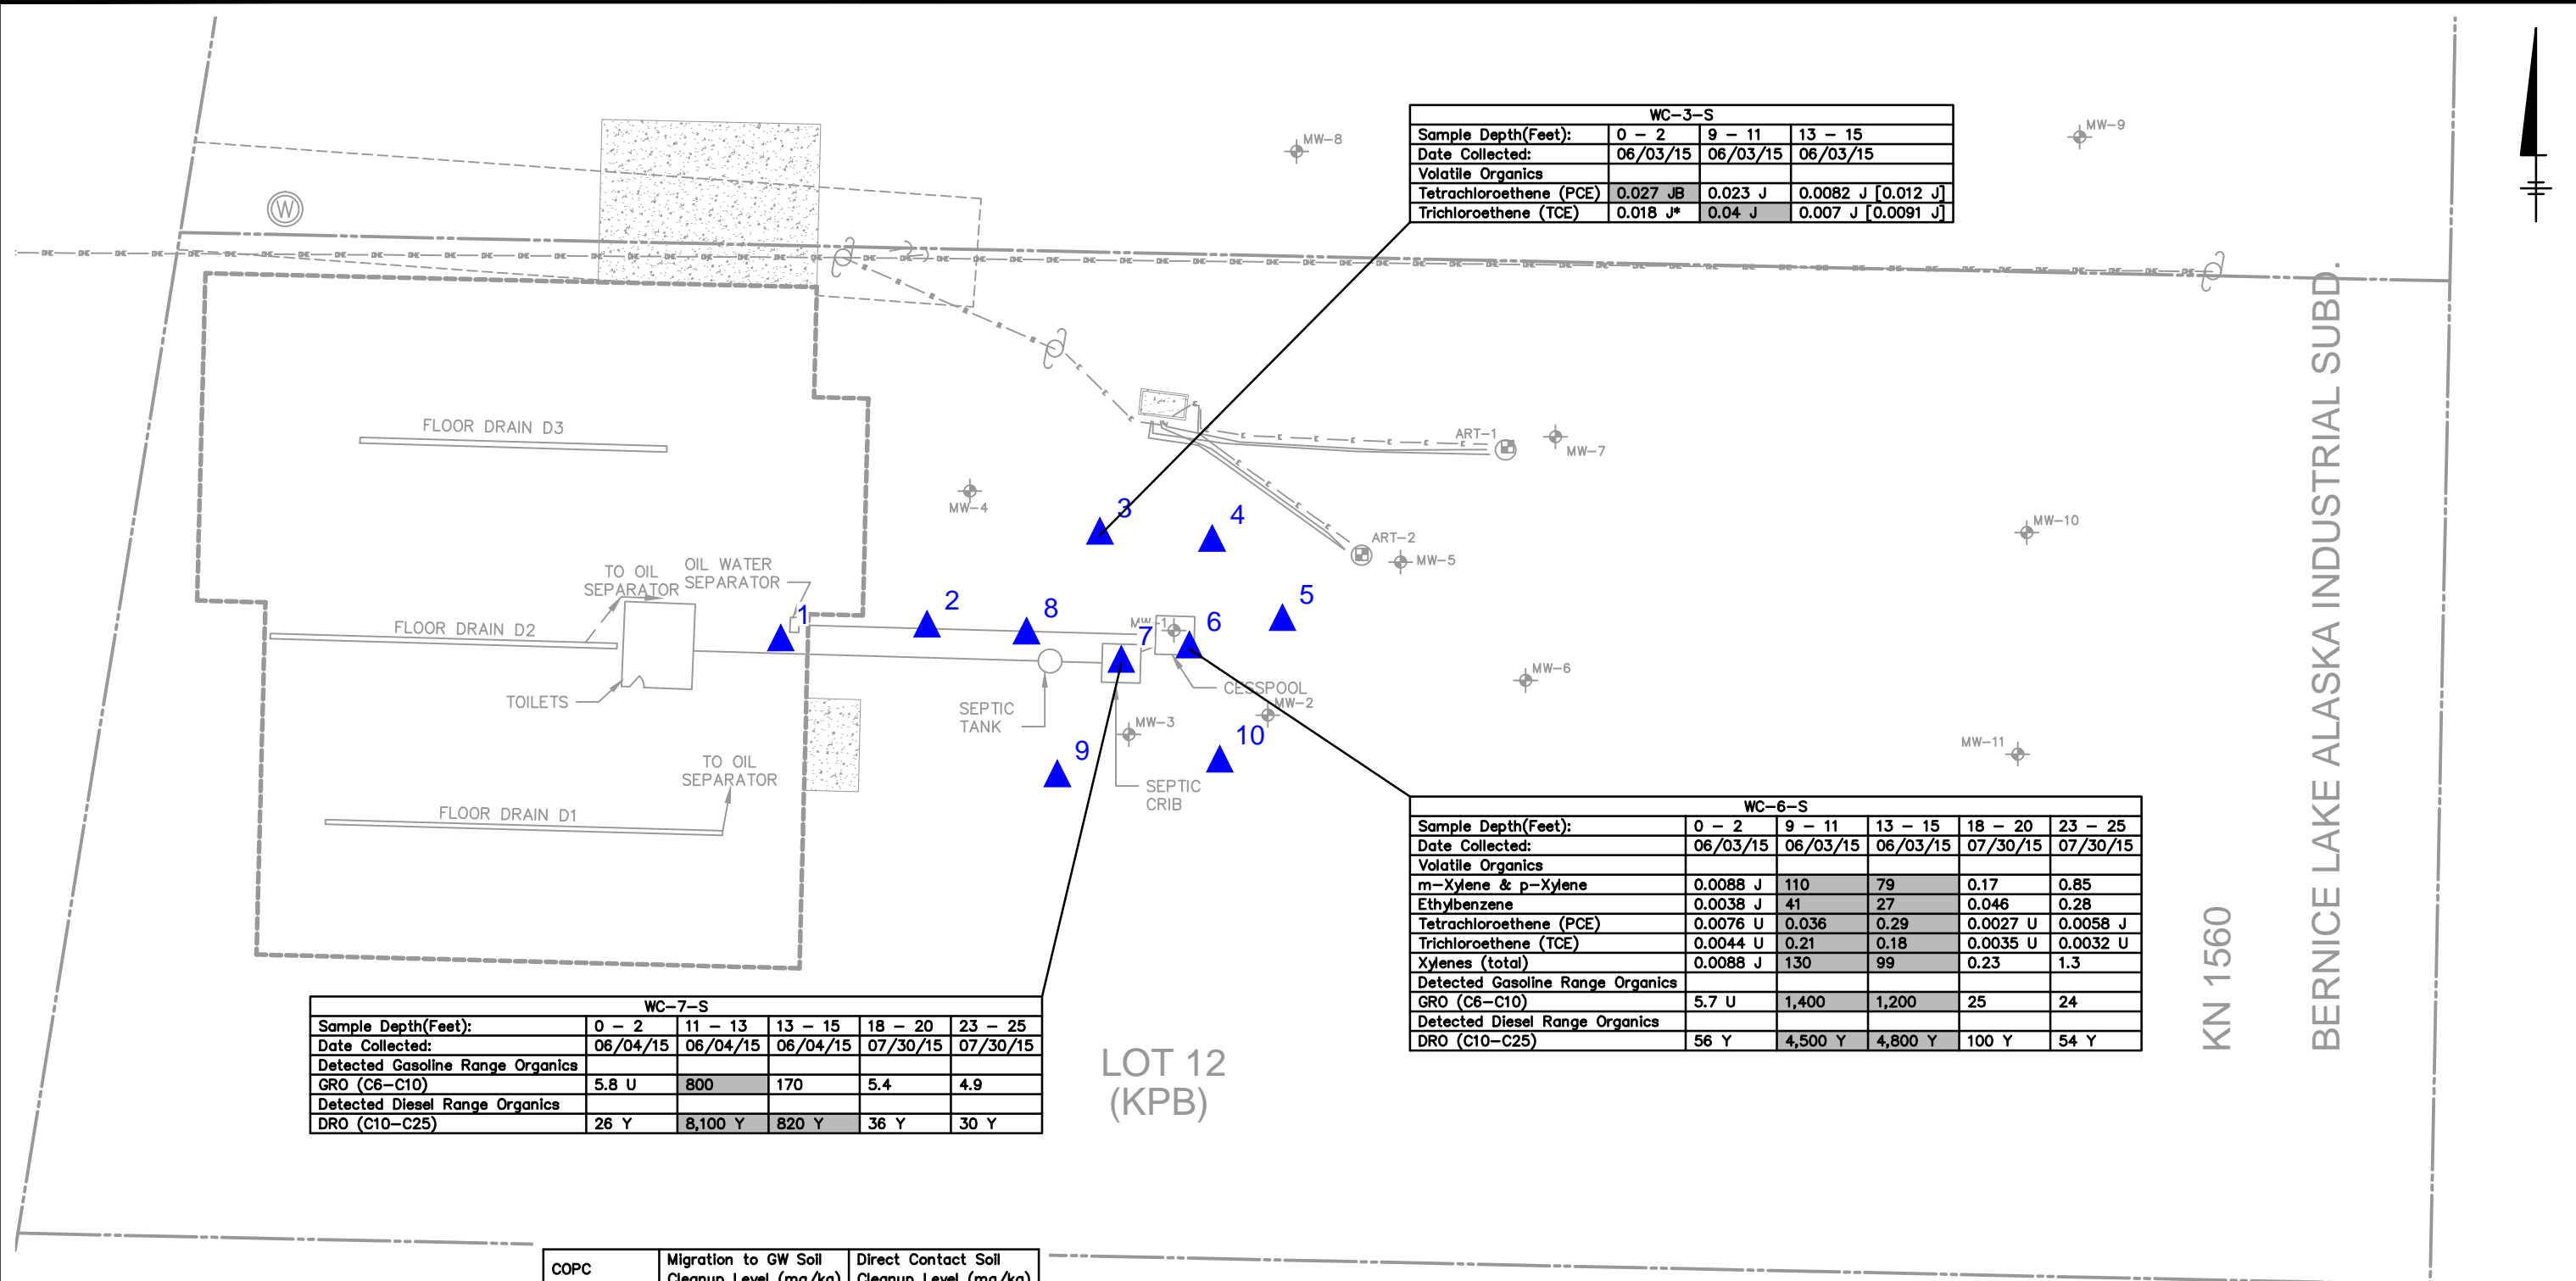 WC-3-S
Sample Depth(Feet): 0 - 2 9 - 11 13 - 15
Date Collected: 06/03/15 06/03/15 06/03/15
Volatile Organics
Tetrachloroethene (PCE) 0.027 JB 0.023 J 0.0082 J [0.012 J]
Trichloroethene (TCE) 0.018 J* 0.04 J 0.007 J [0.0091 J]
MW-8
MW-9
W
FLOOR DRAIN D3
ART-1
MW-7
MW-4
3
4
MW-10
ART-2
MW-5
TO OIL
SEPARATOR
OIL WATER
SEPARATOR
1
2
8
5
MW-1
6
7
FLOOR DRAIN D2
MW-6
TOILETS
CESSPOOL
MW-2
SEPTIC
TANK
MW-3
9
10
MW-11
TO OIL
SEPARATOR
SEPTIC
CRIB
FLOOR DRAIN D1
WC-6-S
Sample Depth(Feet): 0 - 2 9 - 11 13 - 15 18 - 20 23 - 25
Date Collected: 06/03/15 06/03/15 06/03/15 07/30/15 07/30/15
Volatile Organics
m-Xylene & p-Xylene 0.0088 J 110 79 0.17 0.85
Ethylbenzene 0.0038 J 41 27 0.046 0.28
Tetrachloroethene (PCE) 0.0076 U 0.036 0.29 0.0027 U 0.0058 J
Trichloroethene (TCE) 0.0044 U 0.21 0.18 0.0035 U 0.0032 U
Xylenes (total) 0.0088 J 130 99 0.23 1.3
Detected Gasoline Range Organics
GRO (C6-C10) 5.7 U 1,400 1,200 25 24
Detected Diesel Range Organics
DRO (C10-C25) 56 Y 4,500 Y 4,800 Y 100 Y 54 Y
KN 1560
BERNICE LAKE ALASKA INDUSTRIAL SUBD.
WC-7-S
Sample Depth(Feet): 0 - 2 11 - 13 13 - 15 18 - 20 23 - 25
Date Collected: 06/04/15 06/04/15 06/04/15 07/30/15 07/30/15
Detected Gasoline Range Organics
GRO (C6-C10) 5.8 U 800 170 5.4 4.9
Detected Diesel Range Organics
DRO (C10-C25) 26 Y 8,100 Y 820 Y 36 Y 30 Y
LOT 12
(KPB)
COPC
Migration to GW Soil
Cleanup Level (mg/kg)
Direct Contact Soil
Cleanup Level (mg/kg)